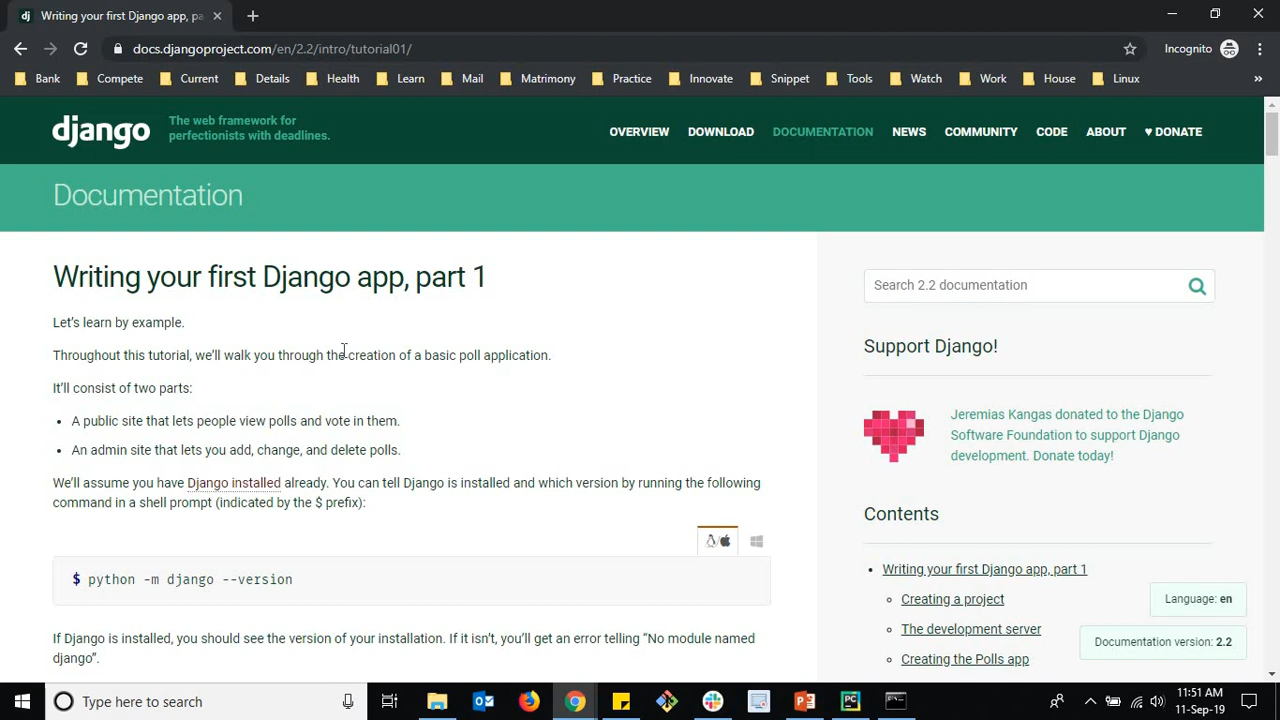 Writing your first Django app, pa
docs.djangoproject.com/en/2.2/intro/tutorial01/
Incognito
Bank Compete Current Details Health Learn Mail Matrimony Practice Innovate Snippet Tools Watch Work House Linux »
django
The web framework for
perfectionists with deadlines.
OVERVIEW DOWNLOAD DOCUMENTATION NEWS COMMUNITY CODE ABOUT ♥ DONATE
Documentation
Writing your first Django app, part 1
Let’s learn by example.
Throughout this tutorial, we’ll walk you through the creation of a basic poll application.
It’ll consist of two parts:
• A public site that lets people view polls and vote in them.
• An admin site that lets you add, change, and delete polls.
We’ll assume you have Django installed already. You can tell Django is installed and which version by running the following
command in a shell prompt (indicated by the $ prefix):
$ python -m django --version
If Django is installed, you should see the version of your installation. If it isn’t, you’ll get an error telling “No module named
django”.
Search 2.2 documentation
Support Django!
Jeremias Kangas donated to the Django
Software Foundation to support Django
development. Donate today!
Contents
• Writing your first Django app, part 1
Creating a project
The development server
Creating the Polls app
Language: en
Documentation version: 2.2
Type here to search
11:51 AM
11-Sep-19